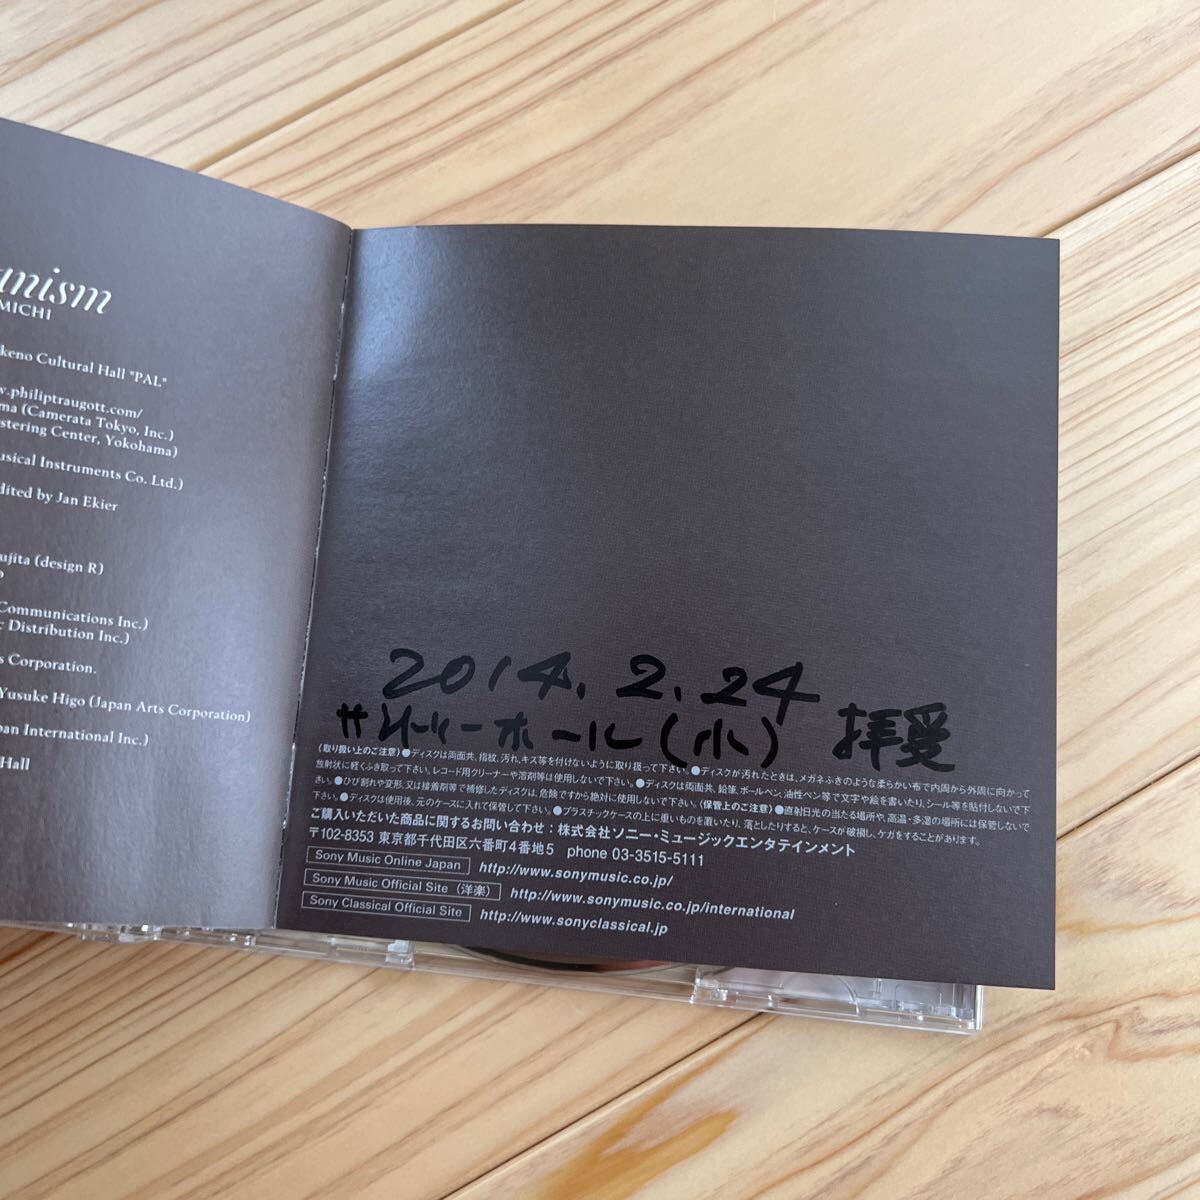 anism
MICHI
keno Cultural Hall "PAL"
w.philiptraugott.com/
ma (Camerata Tokyo, Inc.)
stering Center, Yokohama)
usical Instruments Co. Ltd.)
dited by Jan Ekier
ujita (design R)
Communications Inc.)
c Distribution Inc.)
s Corporation.
Yusuke Higo (Japan Arts Corporation)
pan International Inc.)
Hall
2014.2.24
サントリーホール(小) 拝受
(取り扱い上のご注意)●ディスクは両面共、指紋、汚れ、キズ等を付けないように取り扱って下さい。●ディスクが汚れたときは、メガネふきのような柔らかい布で内周から外周に向かって
放射状に軽くふき取って下さい。レコード用クリーナーや溶剤等は使用しないで下さい。●ディスクは両面共、鉛筆、ボールペン、油性ペン等で文字や絵を書いたり、シール等を貼付しないで下
さい。●ひび割れや変形、又は接着剤等で補修したディスクは、危険ですから絶対に使用しないで下さい。(保管上のご注意)●直射日光の当たる場所や、高温・多湿の場所には保管しないで
下さい。●ディスクは使用後、元のケースに入れて保管して下さい。●プラスチックケースの上に重いものを置いたり、落としたりすると、ケースが破損し、ケガをすることがあります。
ご購入いただいた商品に関するお問い合わせ:株式会社ソニー・ミュージックエンタテインメント
〒102-8353 東京都千代田区六番町4番地5 phone 03-3515-5111
Sony Music Online Japan http://www.sonymusic.co.jp/
Sony Music Official Site (洋楽) http://www.sonymusic.co.jp/international
Sony Classical Official Site http://www.sonyclassical.jp